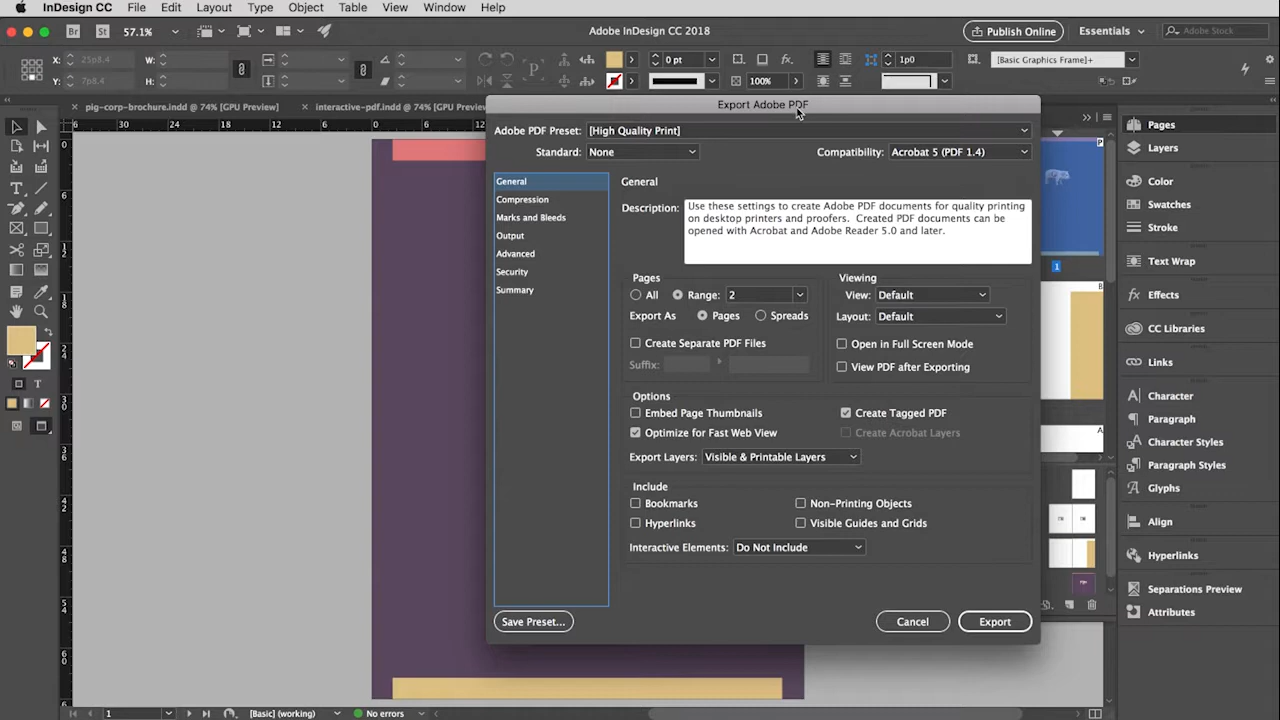 InDesign CC File Edit Layout Type Object Table View Window Help
Br St 57.1% Adobe InDesign CC 2018 Publish Online Essentials Adobe Stock
X: 25p8.4 W: 0 pt 1p0 [Basic Graphics Frame]+
Y: 7p8.4 H: 100%
pig-corp-brochure.indd @ 74% [GPU Preview] interactive-pdf.indd @ 74% [GPU Preview]
Export Adobe PDF
Adobe PDF Preset: [High Quality Print]
Standard: None Compatibility: Acrobat 5 (PDF 1.4)
General
Compression
Marks and Bleeds
Output
Advanced
Security
Summary
General
Description: Use these settings to create Adobe PDF documents for quality printing
on desktop printers and proofers. Created PDF documents can be
opened with Acrobat and Adobe Reader 5.0 and later.
Pages
All Range: 2
Export As Pages Spreads
Create Separate PDF Files
Suffix:
Viewing
View: Default
Layout: Default
Open in Full Screen Mode
View PDF after Exporting
Options
Embed Page Thumbnails Create Tagged PDF
Optimize for Fast Web View Create Acrobat Layers
Export Layers: Visible & Printable Layers
Include
Bookmarks Non-Printing Objects
Hyperlinks Visible Guides and Grids
Interactive Elements: Do Not Include
Save Preset... Cancel Export
Pages
Layers
Color
Swatches
Stroke
Text Wrap
Effects
CC Libraries
Links
Character
Paragraph
Character Styles
Paragraph Styles
Glyphs
Align
Hyperlinks
Separations Preview
Attributes
1 [Basic] (working) No errors